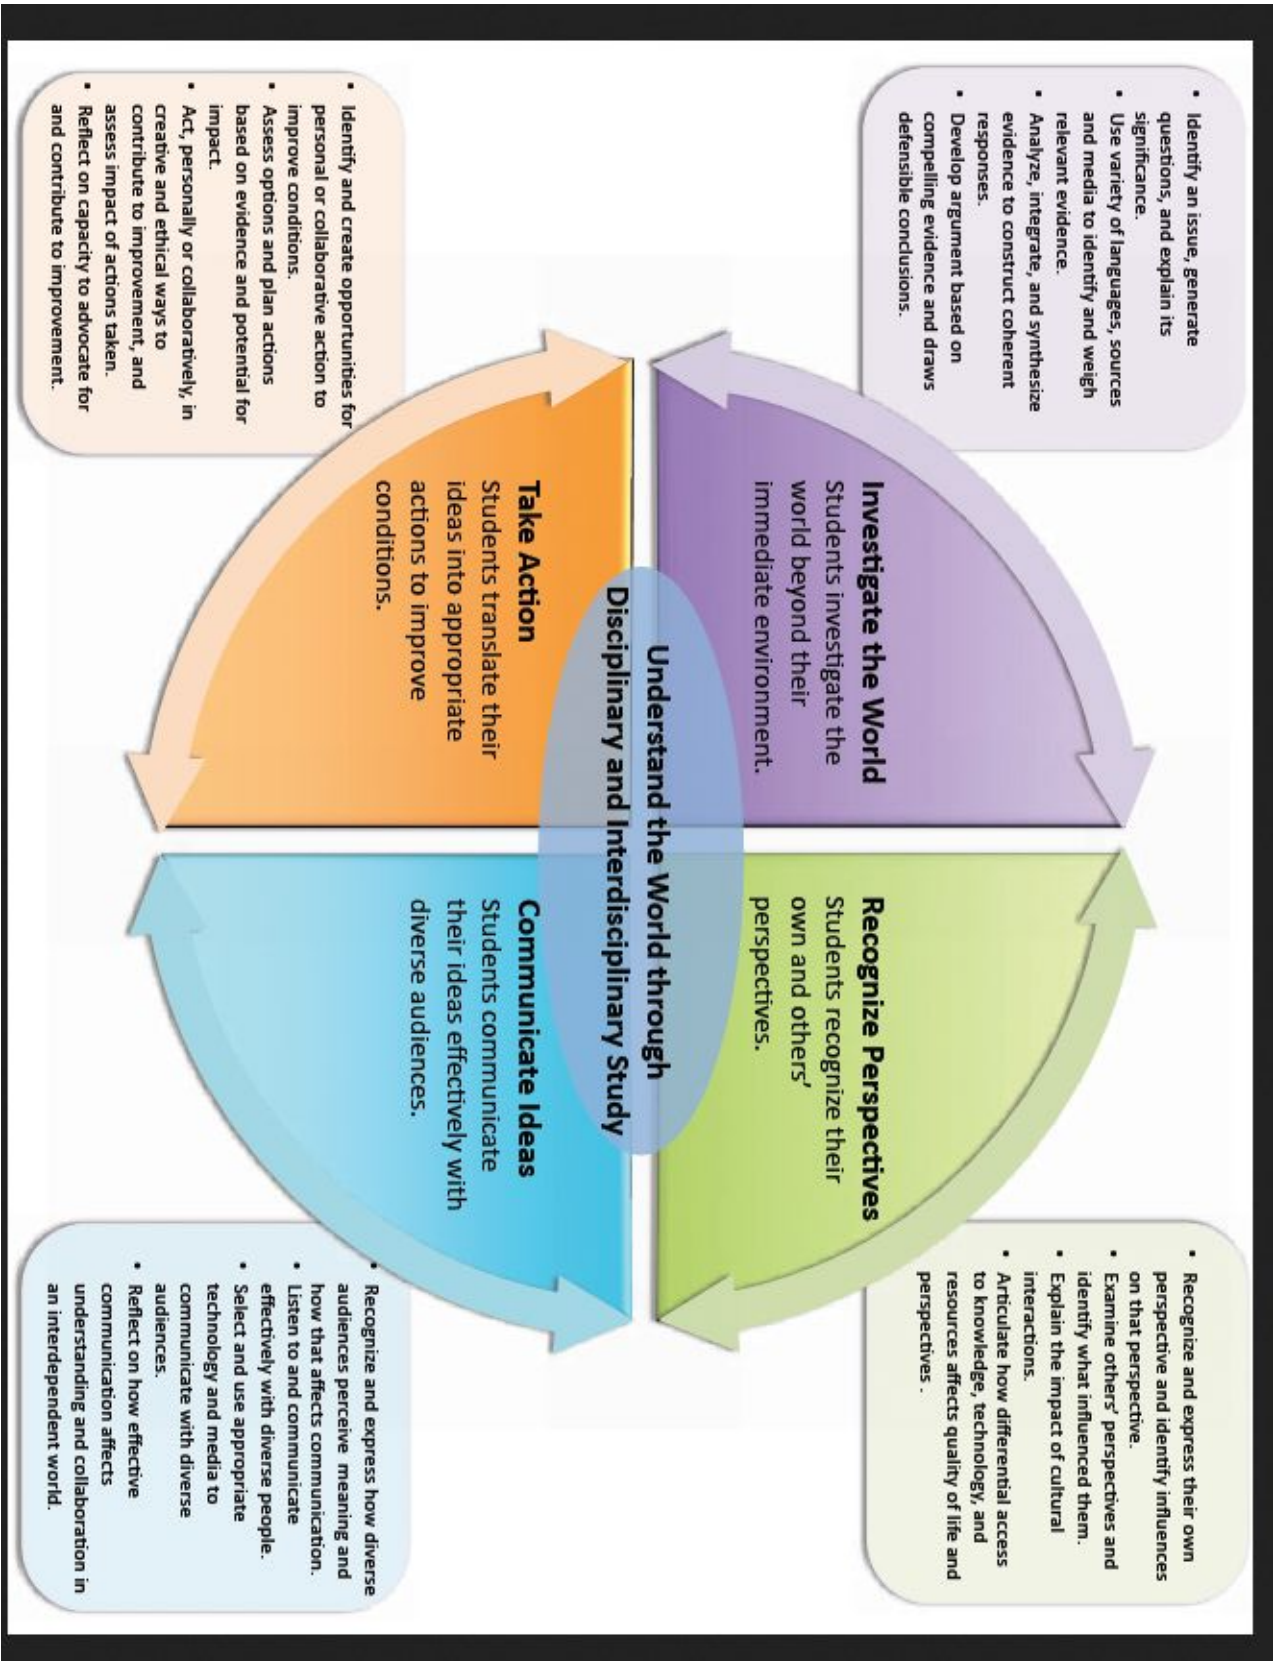 • Identify an issue, generate
questions, and explain its
significance.
• Use variety of languages, sources
and media to identify and weigh
relevant evidence.
• Analyze, integrate, and synthesize
evidence to construct coherent
responses.
• Develop argument based on
compelling evidence and draws
defensible conclusions.
Investigate the World
Students investigate the
world beyond their
immediate environment.
Recognize Perspectives
Students recognize their
own and others’
perspectives.
• Recognize and express their own
perspective and identify influences
on that perspective.
• Examine others’ perspectives and
identify what influenced them.
• Explain the impact of cultural
interactions.
• Articulate how differential access
to knowledge, technology, and
resources affects quality of life and
perspectives .
Understand the World through
Disciplinary and Interdisciplinary Study
• Identify and create opportunities for
personal or collaborative action to
improve conditions.
• Assess options and plan actions
based on evidence and potential for
impact.
• Act, personally or collaboratively, in
creative and ethical ways to
contribute to improvement, and
assess impact of actions taken.
• Reflect on capacity to advocate for
and contribute to improvement.
Take Action
Students translate their
ideas into appropriate
actions to improve
conditions.
Communicate Ideas
Students communicate
their ideas effectively with
diverse audiences.
• Recognize and express how diverse
audiences perceive meaning and
how that affects communication.
• Listen to and communicate
effectively with diverse people.
• Select and use appropriate
technology and media to
communicate with diverse
audiences.
• Reflect on how effective
communication affects
understanding and collaboration in
an interdependent world.